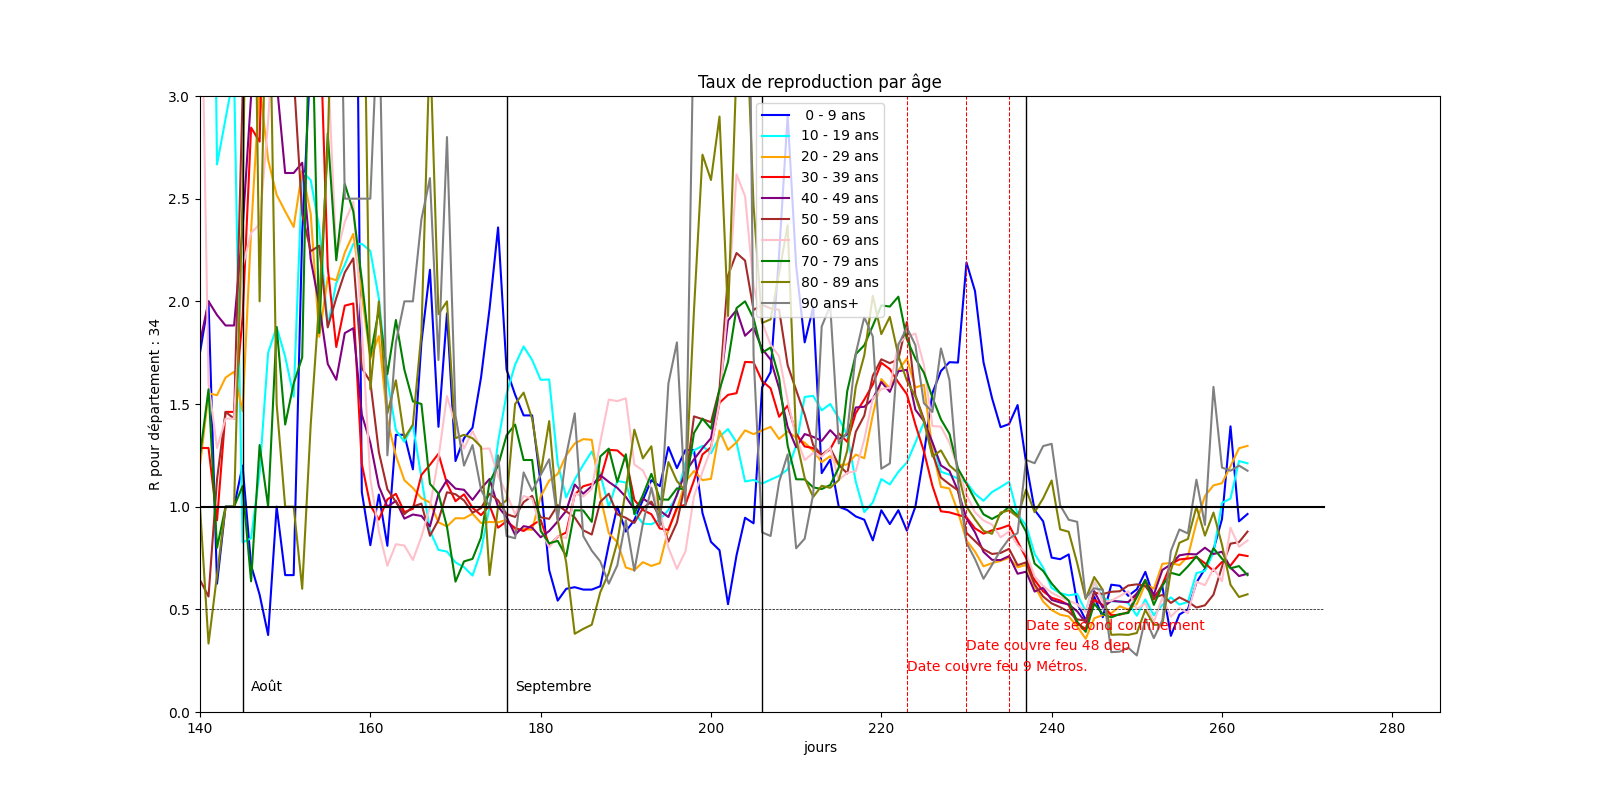 Taux de reproduction par âge
R pour département : 34
3.0
2.5
2.0
1.5
1.0
0.5
0.0
0 - 9 ans
10 - 19 ans
20 - 29 ans
30 - 39 ans
40 - 49 ans
50 - 59 ans
60 - 69 ans
70 - 79 ans
80 - 89 ans
90 ans+
Date second confinement
Date couvre feu 48 dep
Date couvre feu 9 Métros.
Août
Septembre
140
160
180
200
220
240
260
280
jours